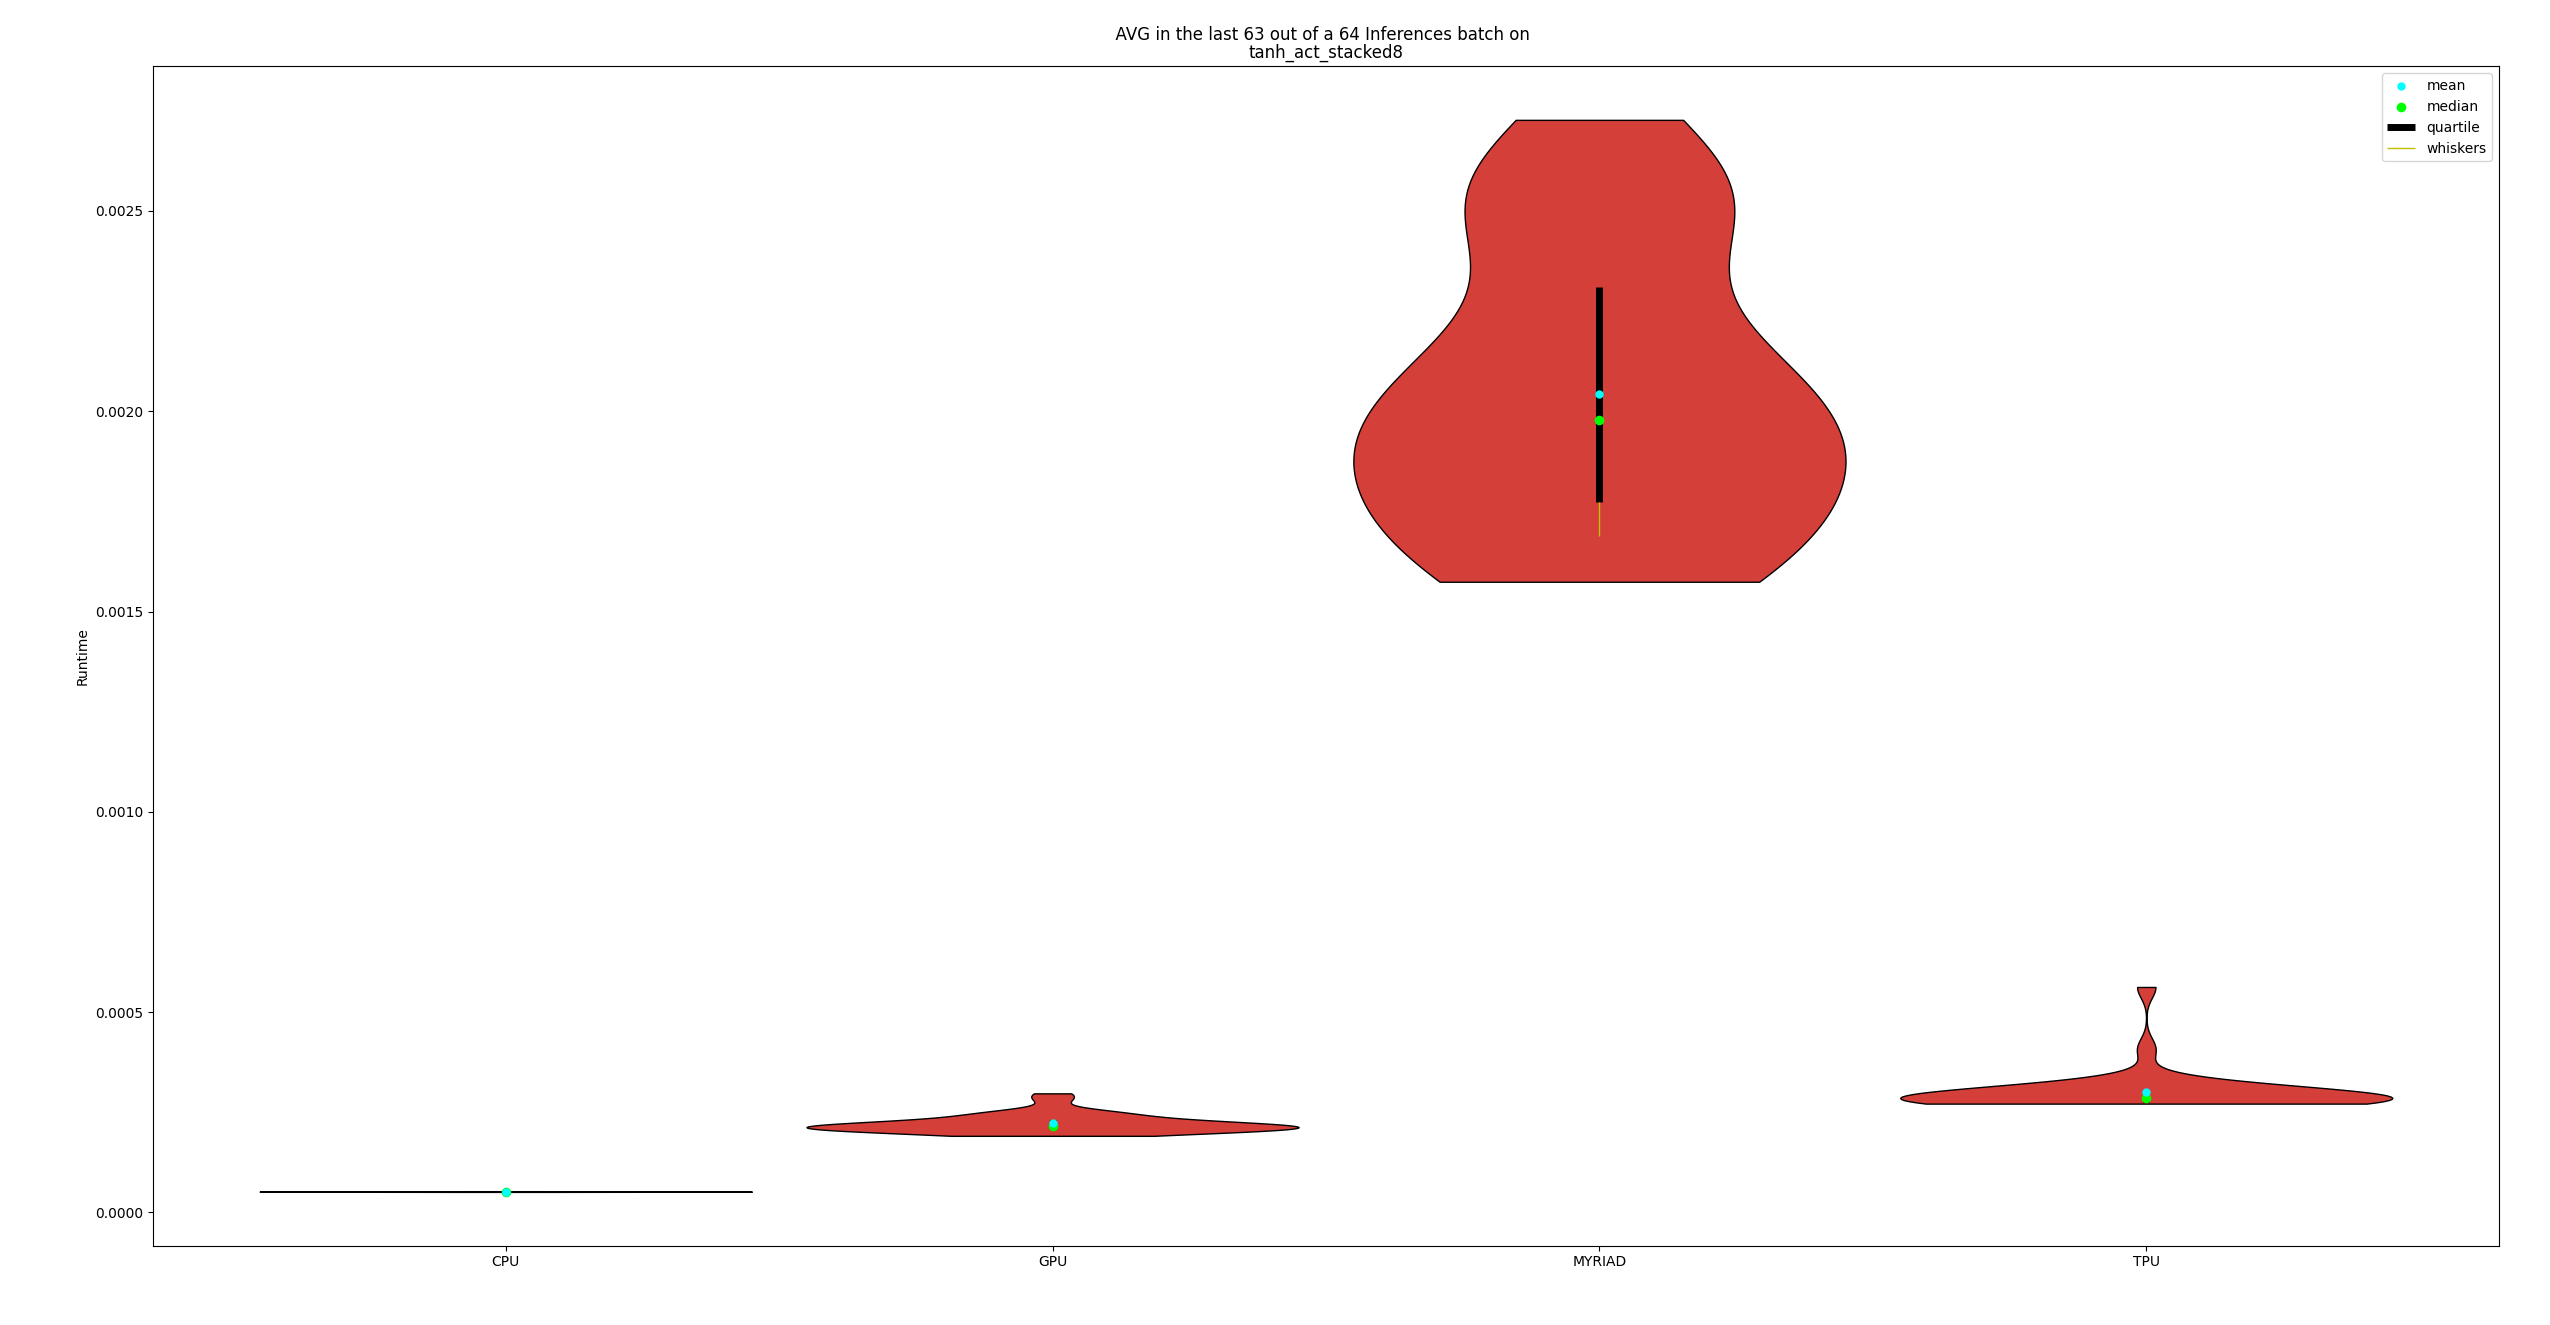 AVG in the last 63 out of a 64 Inferences batch on
tanh_act_stacked8
mean
median
quartile
whiskers
0.0025
0.0020
0.0015
0.0010
0.0005
0.0000
Runtime
CPU
GPU
MYRIAD
TPU